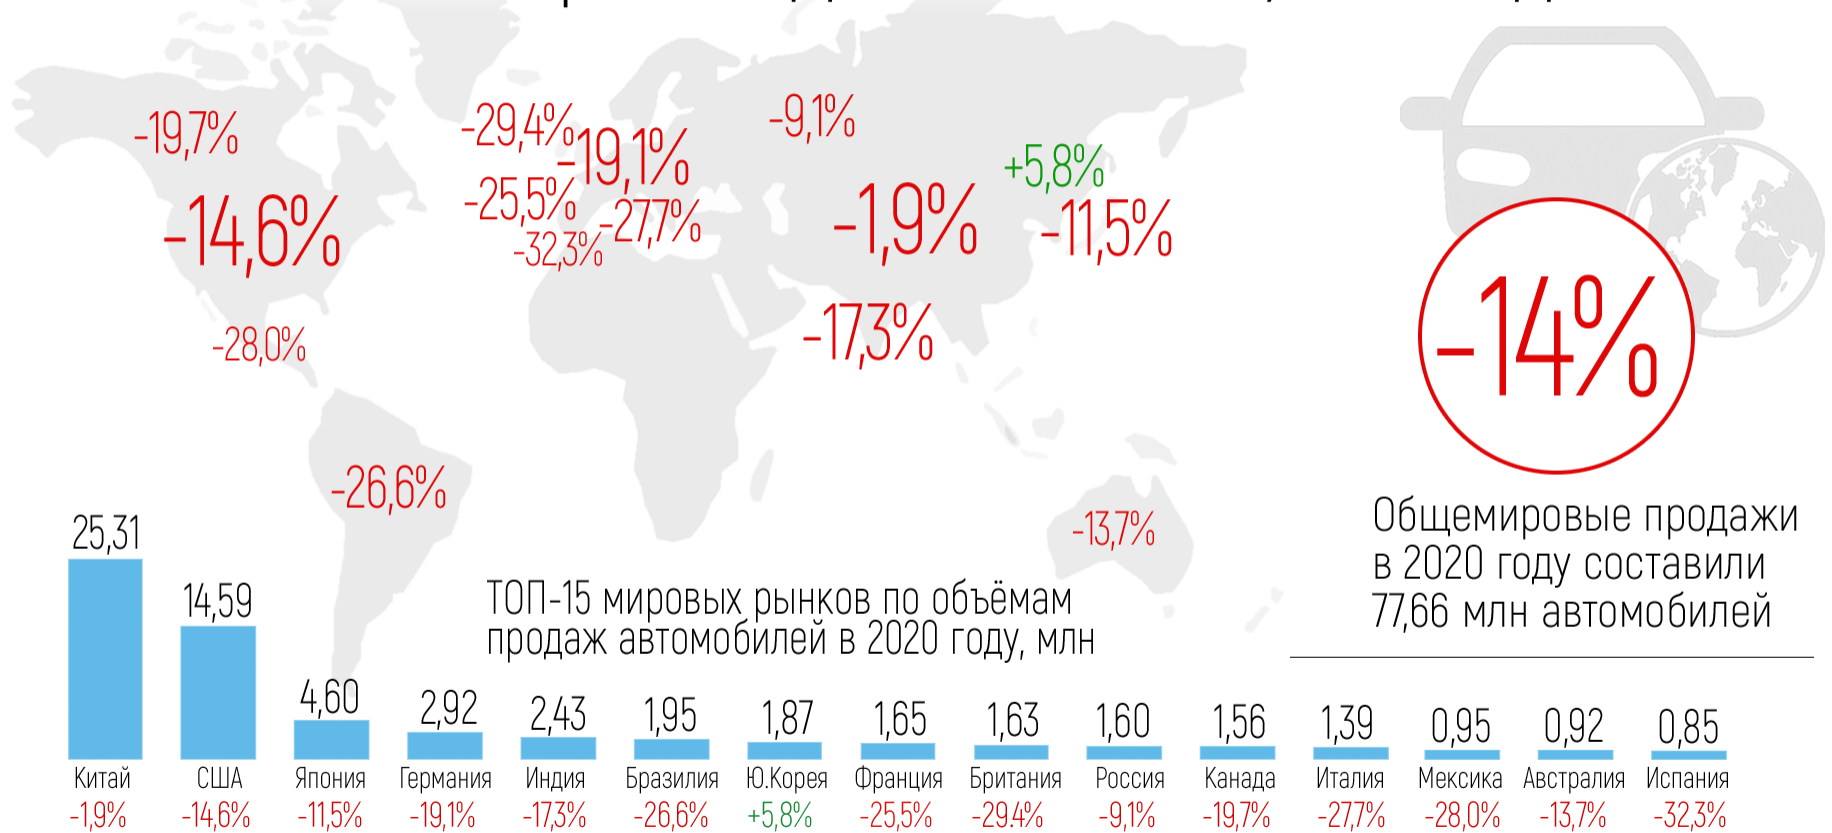 -19,7%
-14,6%
-28,0%
-26,6%
-29,4%
-19,1%
-25,5%
-27,7%
-32,3%
-9,1%
+5,8%
-1,9%
-11,5%
-17,3%
-13,7%
-14%
Общемировые продажи
в 2020 году составили
77,66 млн автомобилей
ТОП-15 мировых рынков по объёмам
продаж автомобилей в 2020 году, млн
25,31 14,59 4,60 2,92 2,43 1,95 1,87 1,65 1,63 1,60 1,56 1,39 0,95 0,92 0,85
Китай США Япония Германия Индия Бразилия Ю.Корея Франция Британия Россия Канада Италия Мексика Австралия Испания
-1,9% -14,6% -11,5% -19,1% -17,3% -26,6% +5,8% -25,5% -29.4% -9,1% -19,7% -27,7% -28,0% -13,7% -32,3%